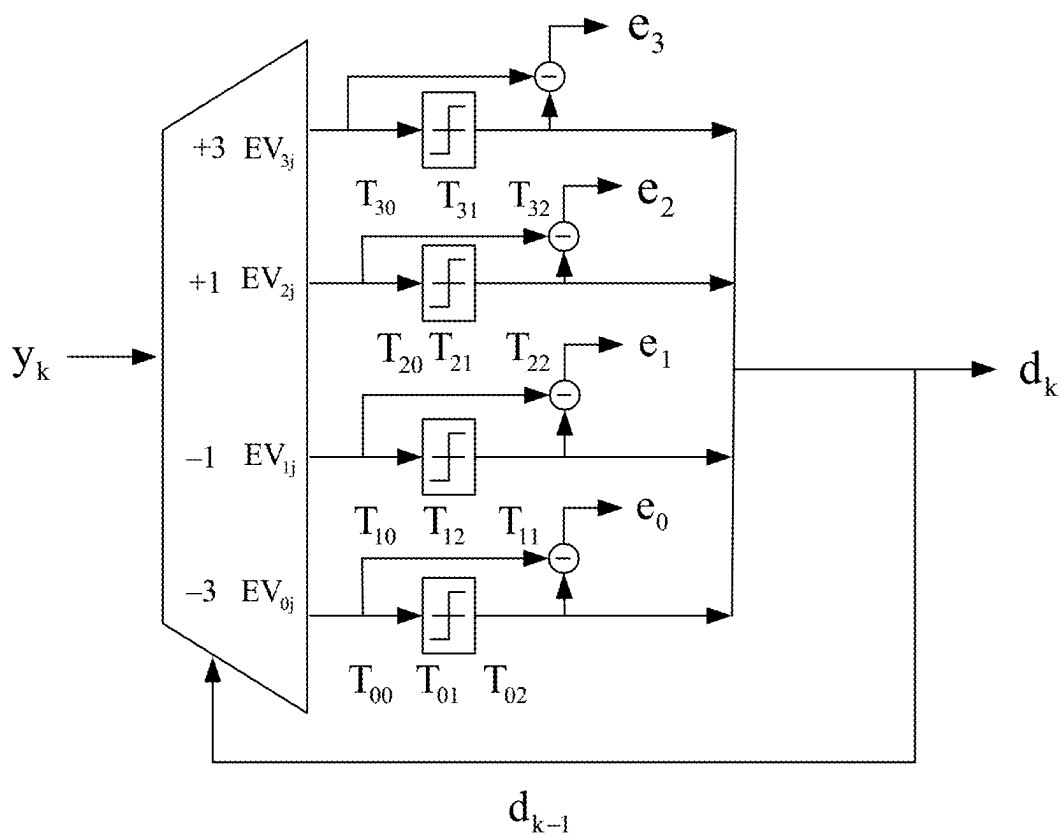 e₃
+3 EV₃ⱼ
T₃₀ T₃₁ T₃₂ e₂
+1 EV₂ⱼ
T₂₀ T₂₁ T₂₂ e₁
yₖ
dₖ
–1 EV₁ⱼ
T₁₀ T₁₂ T₁₁ e₀
–3 EV₀ⱼ
T₀₀ T₀₁ T₀₂
dₖ₋₁